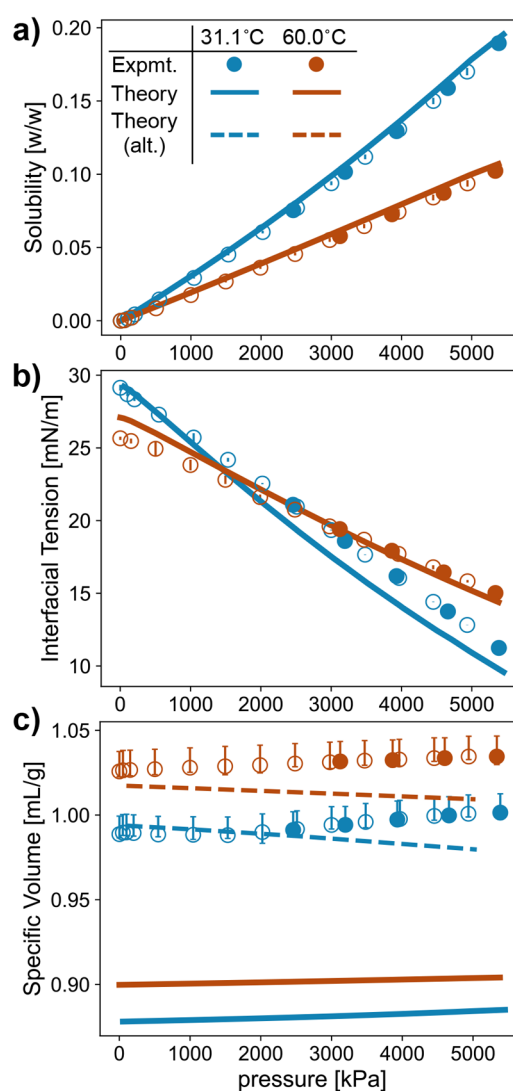 a)
31.1°C 60.0°C
Expmt.
Theory
Theory
(alt.)
Solubility [w/w]
0.20
0.15
0.10
0.05
0.00
0 1000 2000 3000 4000 5000
b)
Interfacial Tension [mN/m]
30
25
20
15
10
0 1000 2000 3000 4000 5000
c)
Specific Volume [mL/g]
1.05
1.00
0.95
0.90
0 1000 2000 3000 4000 5000
pressure [kPa]